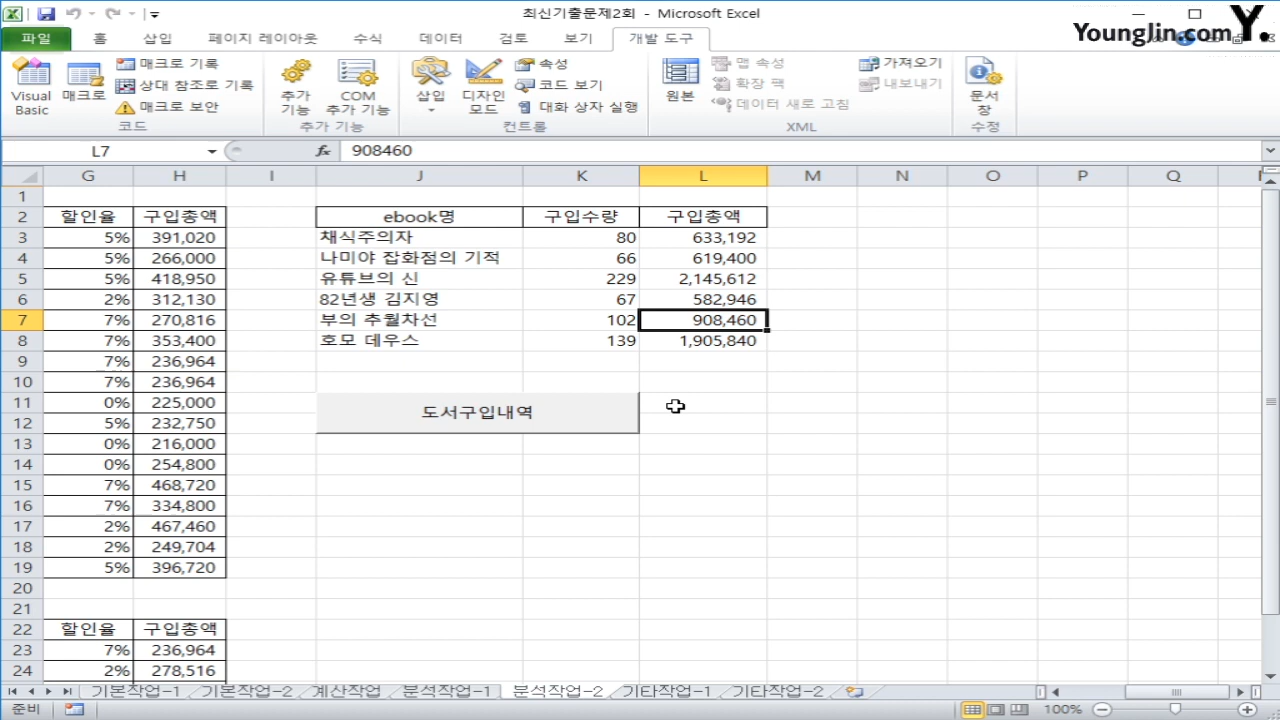 최신기출문제2회 - Microsoft Excel
YoungJin.com Y.
파일 홈 삽입 페이지 레이아웃 수식 데이터 검토 보기 개발 도구
Visual Basic
매크로
매크로 기록
상대 참조로 기록
매크로 보안
코드
추가 기능
COM 추가 기능
추가 기능
삽입
디자인 모드
속성
코드 보기
대화 상자 실행
컨트롤
원본
맵 속성
확장 팩
데이터 새로 고침
가져오기
내보내기
XML
문서 창
수정
L7 fx 908460
G H I J K L M N O P Q
1
2 할인율 구입총액 ebook명 구입수량 구입총액
3 5% 391,020 채식주의자 80 633,192
4 5% 266,000 나미야 잡화점의 기적 66 619,400
5 5% 418,950 유튜브의 신 229 2,145,612
6 2% 312,130 82년생 김지영 67 582,946
7 7% 270,816 부의 추월차선 102 908,460
8 7% 353,400 호모 데우스 139 1,905,840
9 7% 236,964
10 7% 236,964
11 0% 225,000
도서구입내역
12 5% 232,750
13 0% 216,000
14 0% 254,800
15 7% 468,720
16 7% 334,800
17 2% 467,460
18 2% 249,704
19 5% 396,720
20
21
22 할인율 구입총액
23 7% 236,964
24 2% 278,516
기본작업-1 기본작업-2 계산작업 분석작업-1 분석작업-2 기타작업-1 기타작업-2
준비 100%